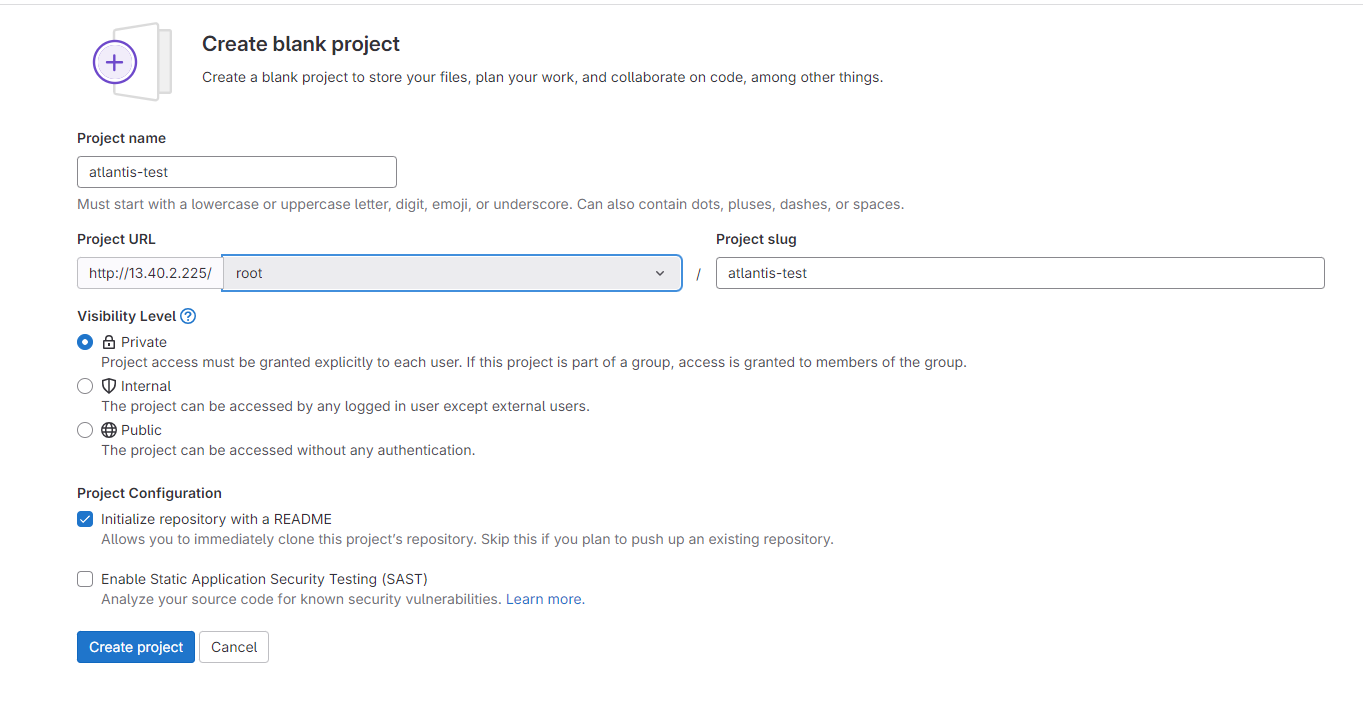 Create blank project
Create a blank project to store your files, plan your work, and collaborate on code, among other things.
Project name
atlantis-test
Must start with a lowercase or uppercase letter, digit, emoji, or underscore. Can also contain dots, pluses, dashes, or spaces.
Project URL
Project slug
http://13.40.2.225/ root / atlantis-test
Visibility Level
Private
Project access must be granted explicitly to each user. If this project is part of a group, access is granted to members of the group.
Internal
The project can be accessed by any logged in user except external users.
Public
The project can be accessed without any authentication.
Project Configuration
Initialize repository with a README
Allows you to immediately clone this project's repository. Skip this if you plan to push up an existing repository.
Enable Static Application Security Testing (SAST)
Analyze your source code for known security vulnerabilities. Learn more.
Create project Cancel